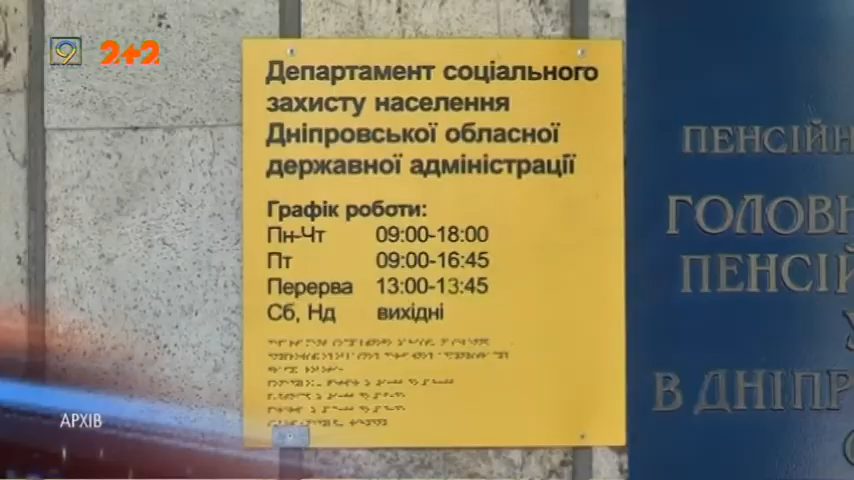 9 2+2
Департамент соціального
захисту населення
Дніпровської обласної
державної адміністрації
Графік роботи:
Пн-Чт 09:00-18:00
Пт 09:00-16:45
Перерва 13:00-13:45
Сб, Нд вихідні
АРХІВ
ПЕНСІЙН
ГОЛОВН
ПЕНСІЙ
У
В ДНІПР